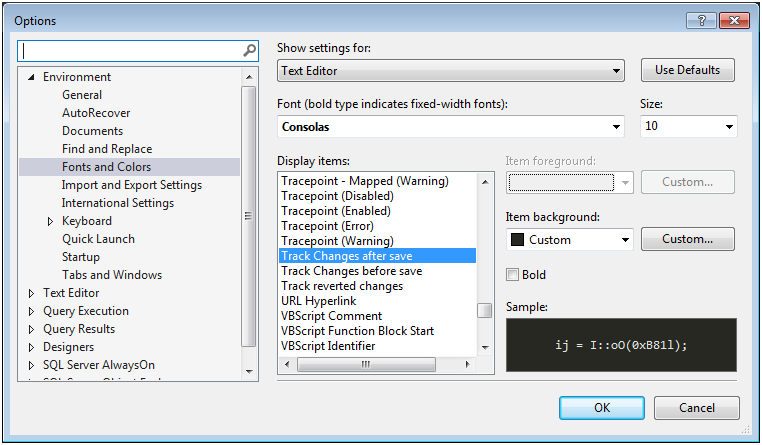 Options
Environment
General
AutoRecover
Documents
Find and Replace
Fonts and Colors
Import and Export Settings
International Settings
Keyboard
Quick Launch
Startup
Tabs and Windows
Text Editor
Query Execution
Query Results
Designers
SQL Server AlwaysOn
SQL Server Object Explorer
Show settings for:
Text Editor
Use Defaults
Font (bold type indicates fixed-width fonts):
Size:
Consolas
10
Display items:
Tracepoint - Mapped (Warning)
Tracepoint (Disabled)
Tracepoint (Enabled)
Tracepoint (Error)
Tracepoint (Warning)
Track Changes after save
Track Changes before save
Track reverted changes
URL Hyperlink
VBScript Comment
VBScript Function Block Start
VBScript Identifier
Item foreground:
Custom...
Item background:
Custom
Custom...
Bold
Sample:
ij = I::oO(0xB81l);
OK
Cancel